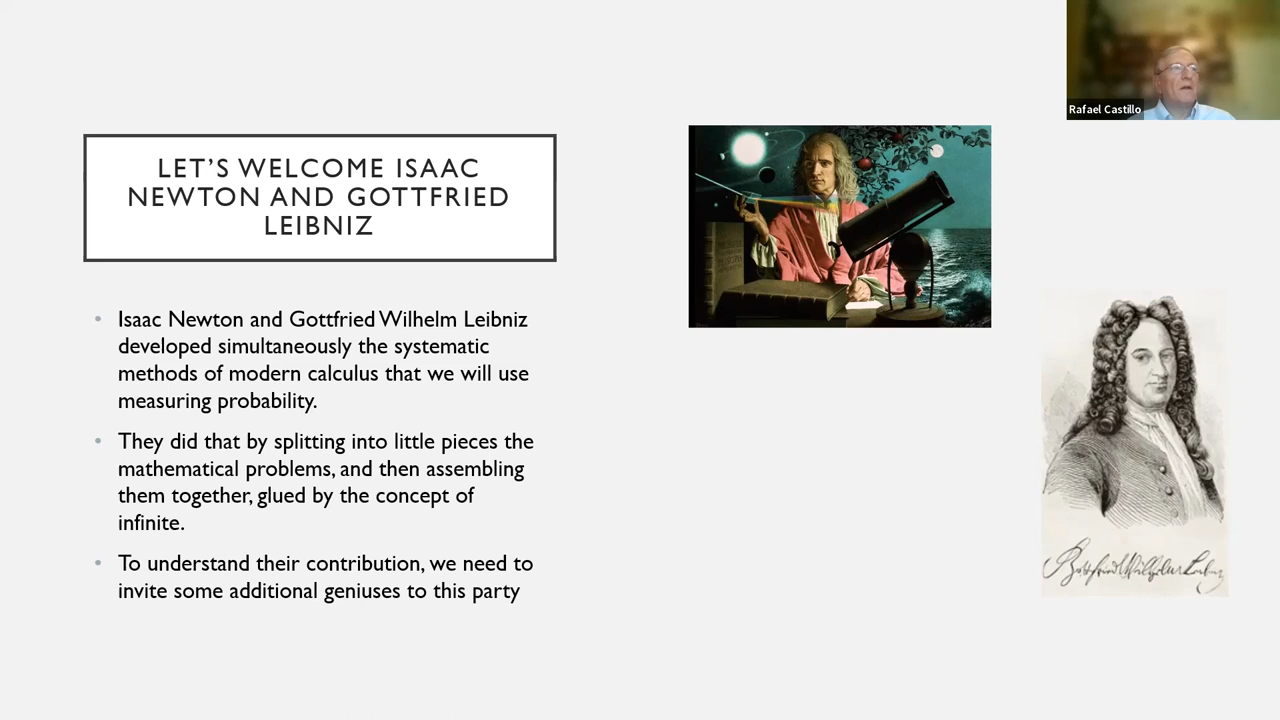 LET'S WELCOME ISAAC
NEWTON AND GOTTFRIED
LEIBNIZ
• Isaac Newton and Gottfried Wilhelm Leibniz
developed simultaneously the systematic
methods of modern calculus that we will use
measuring probability.
• They did that by splitting into little pieces the
mathematical problems, and then assembling
them together, glued by the concept of
infinite.
• To understand their contribution, we need to
invite some additional geniuses to this party
Rafael Castillo
Gottfried Wilhelm Leibniz